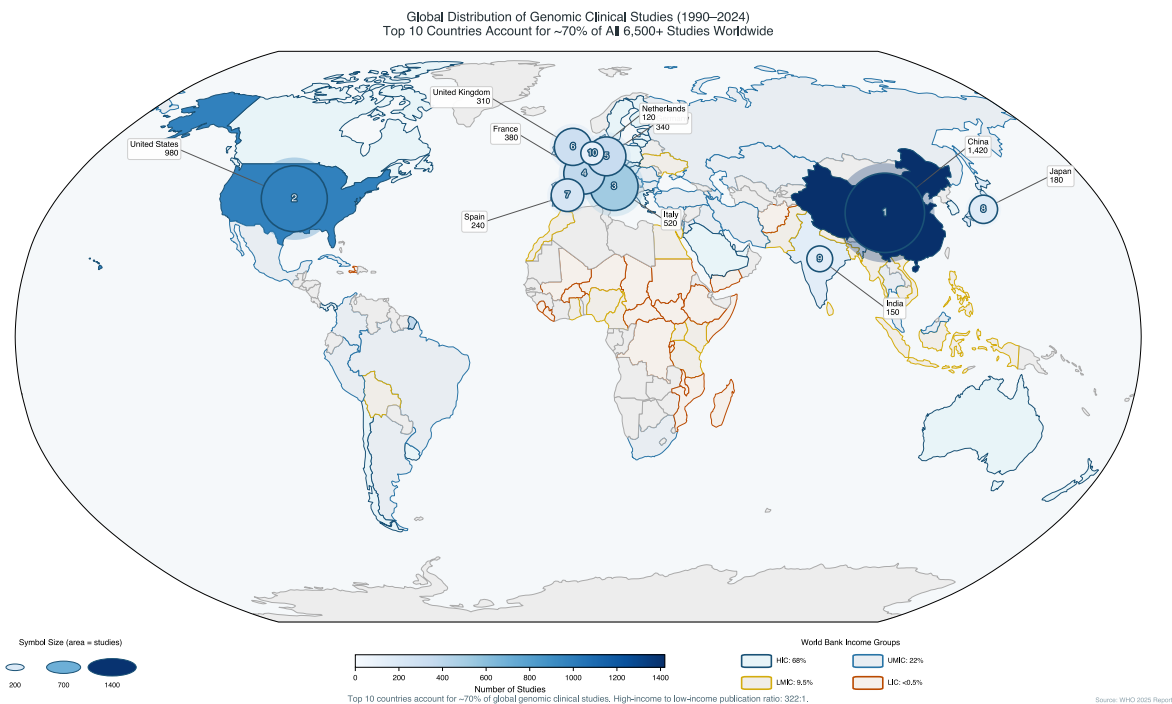 Global Distribution of Genomic Clinical Studies (1990–2024)
Top 10 Countries Account for ~70% of All 6,500+ Studies Worldwide
United Kingdom
310
Netherlands
120
340
France
380
United States
980
China
1,420
Japan
180
Spain
240
Italy
520
India
150
6
10
5
4
3
7
2
1
8
9
Symbol Size (area = studies)
200
700
1400
0 200 400 600 800 1000 1200 1400
Number of Studies
World Bank Income Groups
HIC: 68%
UMIC: 22%
LMIC: 9.5%
LIC: <0.5%
Top 10 countries account for ~70% of global genomic clinical studies. High-income to low-income publication ratio: 322:1.
Source: WHO 2025 Report